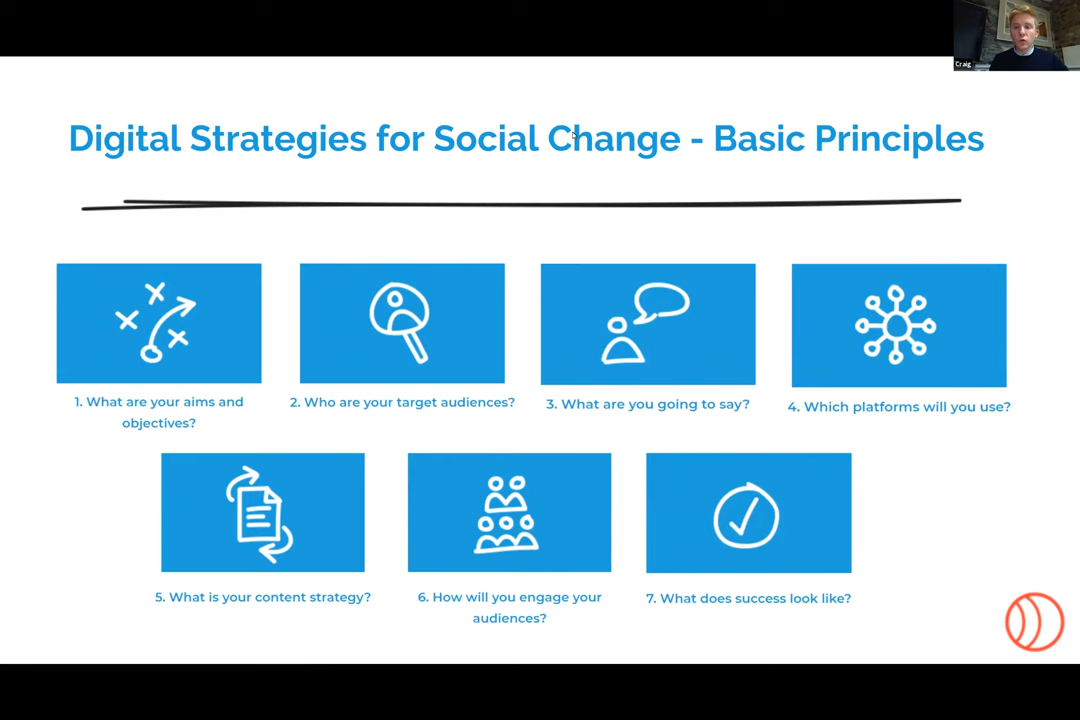 Craig
Digital Strategies for Social Change - Basic Principles
1. What are your aims and
objectives?
2. Who are your target audiences?
3. What are you going to say?
4. Which platforms will you use?
5. What is your content strategy?
6. How will you engage your
audiences?
7. What does success look like?